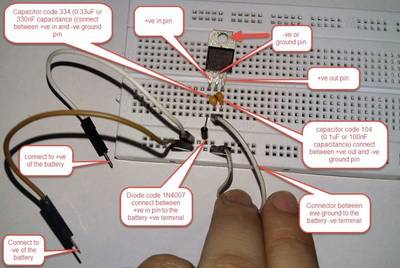 Capacitor code 334 (0.33uF or
330nF capacitance) (connect
between +ve in and -ve ground
pin
+ve in pin
-ve or
ground pin
+ve out pin
capacitor code 104
(0.1uF or 100nF
capacitance) connect
between +ve out and -ve
ground pin
connect to +ve
of the battery
Diode code 1N4007
connect between
+ve in pin to the
battery +ve terminal
Connector between
eve ground to the
battery -ve terminal
Connect to
-ve of the
battery